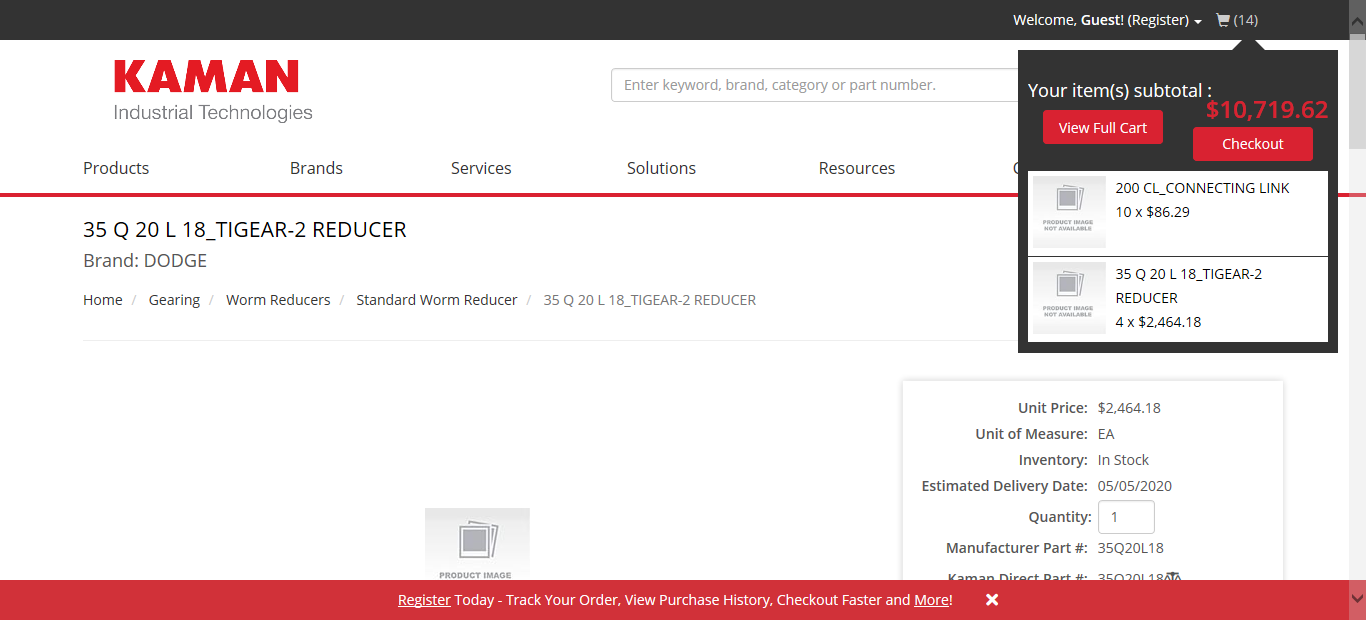 Welcome, Guest! (Register) (14)
KAMAN
Industrial Technologies
Enter keyword, brand, category or part number.
Your item(s) subtotal :
$10,719.62
View Full Cart
Checkout
Products Brands Services Solutions Resources
200 CL_CONNECTING LINK
10 x $86.29
PRODUCT IMAGE
NOT AVAILABLE
35 Q 20 L 18_TIGEAR-2 REDUCER
Brand: DODGE
35 Q 20 L 18_TIGEAR-2
REDUCER
4 x $2,464.18
PRODUCT IMAGE
NOT AVAILABLE
Home / Gearing / Worm Reducers / Standard Worm Reducer / 35 Q 20 L 18_TIGEAR-2 REDUCER
Unit Price: $2,464.18
Unit of Measure: EA
Inventory: In Stock
Estimated Delivery Date: 05/05/2020
Quantity: 1
Manufacturer Part #: 35Q20L18
Kaman Direct Part #: 35Q20L18
PRODUCT IMAGE
Register Today - Track Your Order, View Purchase History, Checkout Faster and More!